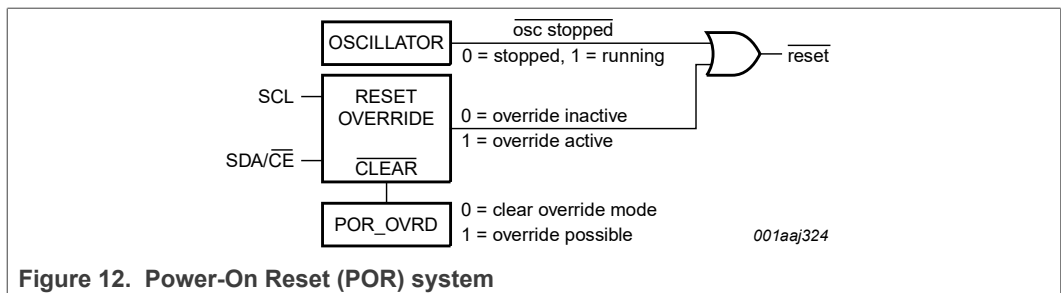 OSCILLATOR
osc stopped
0 = stopped, 1 = running
reset
SCL
SDA/CE
RESET
OVERRIDE
CLEAR
0 = override inactive
1 = override active
POR_OVRD
0 = clear override mode
1 = override possible
001aaj324
Figure 12. Power-On Reset (POR) system